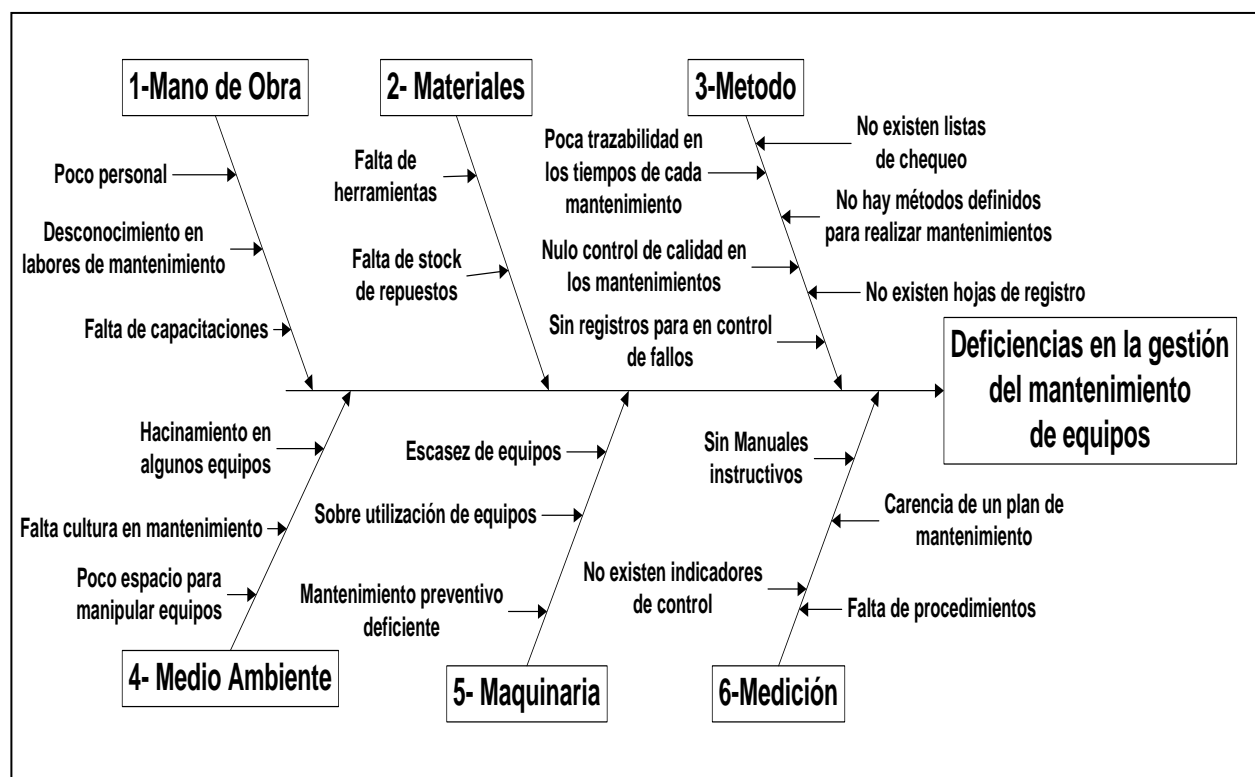 1-Mano de Obra
Poco personal
Desconocimiento en
labores de mantenimiento
Falta de capacitaciones
2- Materiales
Falta de
herramientas
Falta de stock
de repuestos
3-Metodo
Poca trazabilidad en
los tiempos de cada
mantenimiento
Nulo control de calidad en
los mantenimientos
Sin registros para en control
de fallos
No existen listas
de chequeo
No hay métodos definidos
para realizar mantenimientos
No existen hojas de registro
Deficiencias en la gestión
del mantenimiento
de equipos
Hacinamiento en
algunos equipos
Falta cultura en mantenimiento
Poco espacio para
manipular equipos
4- Medio Ambiente
Escasez de equipos
Sobre utilización de equipos
Mantenimiento preventivo
deficiente
5- Maquinaria
Sin Manuales
instructivos
No existen indicadores
de control
Carencia de un plan de
mantenimiento
Falta de procedimientos
6-Medición